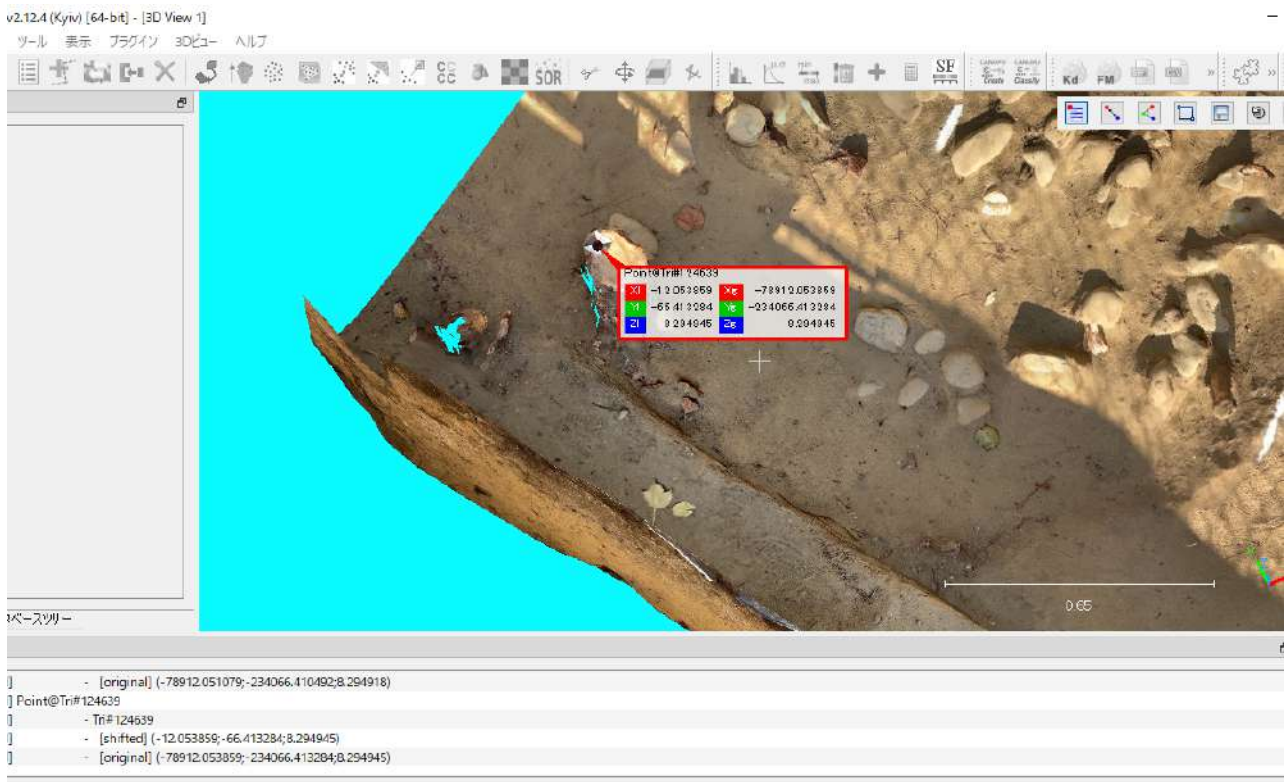 v2.12.4 (Kyiv) [64-bit] - [3D View 1]
ツール 表示 プラグイン 3Dビュー ヘルプ
SOR
SF
Kd FM
Point@Tri#124639
Xl -12.053859 Xg -78912.053859
Yl -66.413284 Yg -234066.413284
Zl 8.294945 Zg 8.294945
0.65
タベースツリー
] - [original] (-78912.051079;-234066.410492;8.294918)
] Point@Tri#124639
] - Tri#124639
] - [shifted] (-12.053859;-66.413284;8.294945)
] - [original] (-78912.053859;-234066.413284;8.294945)